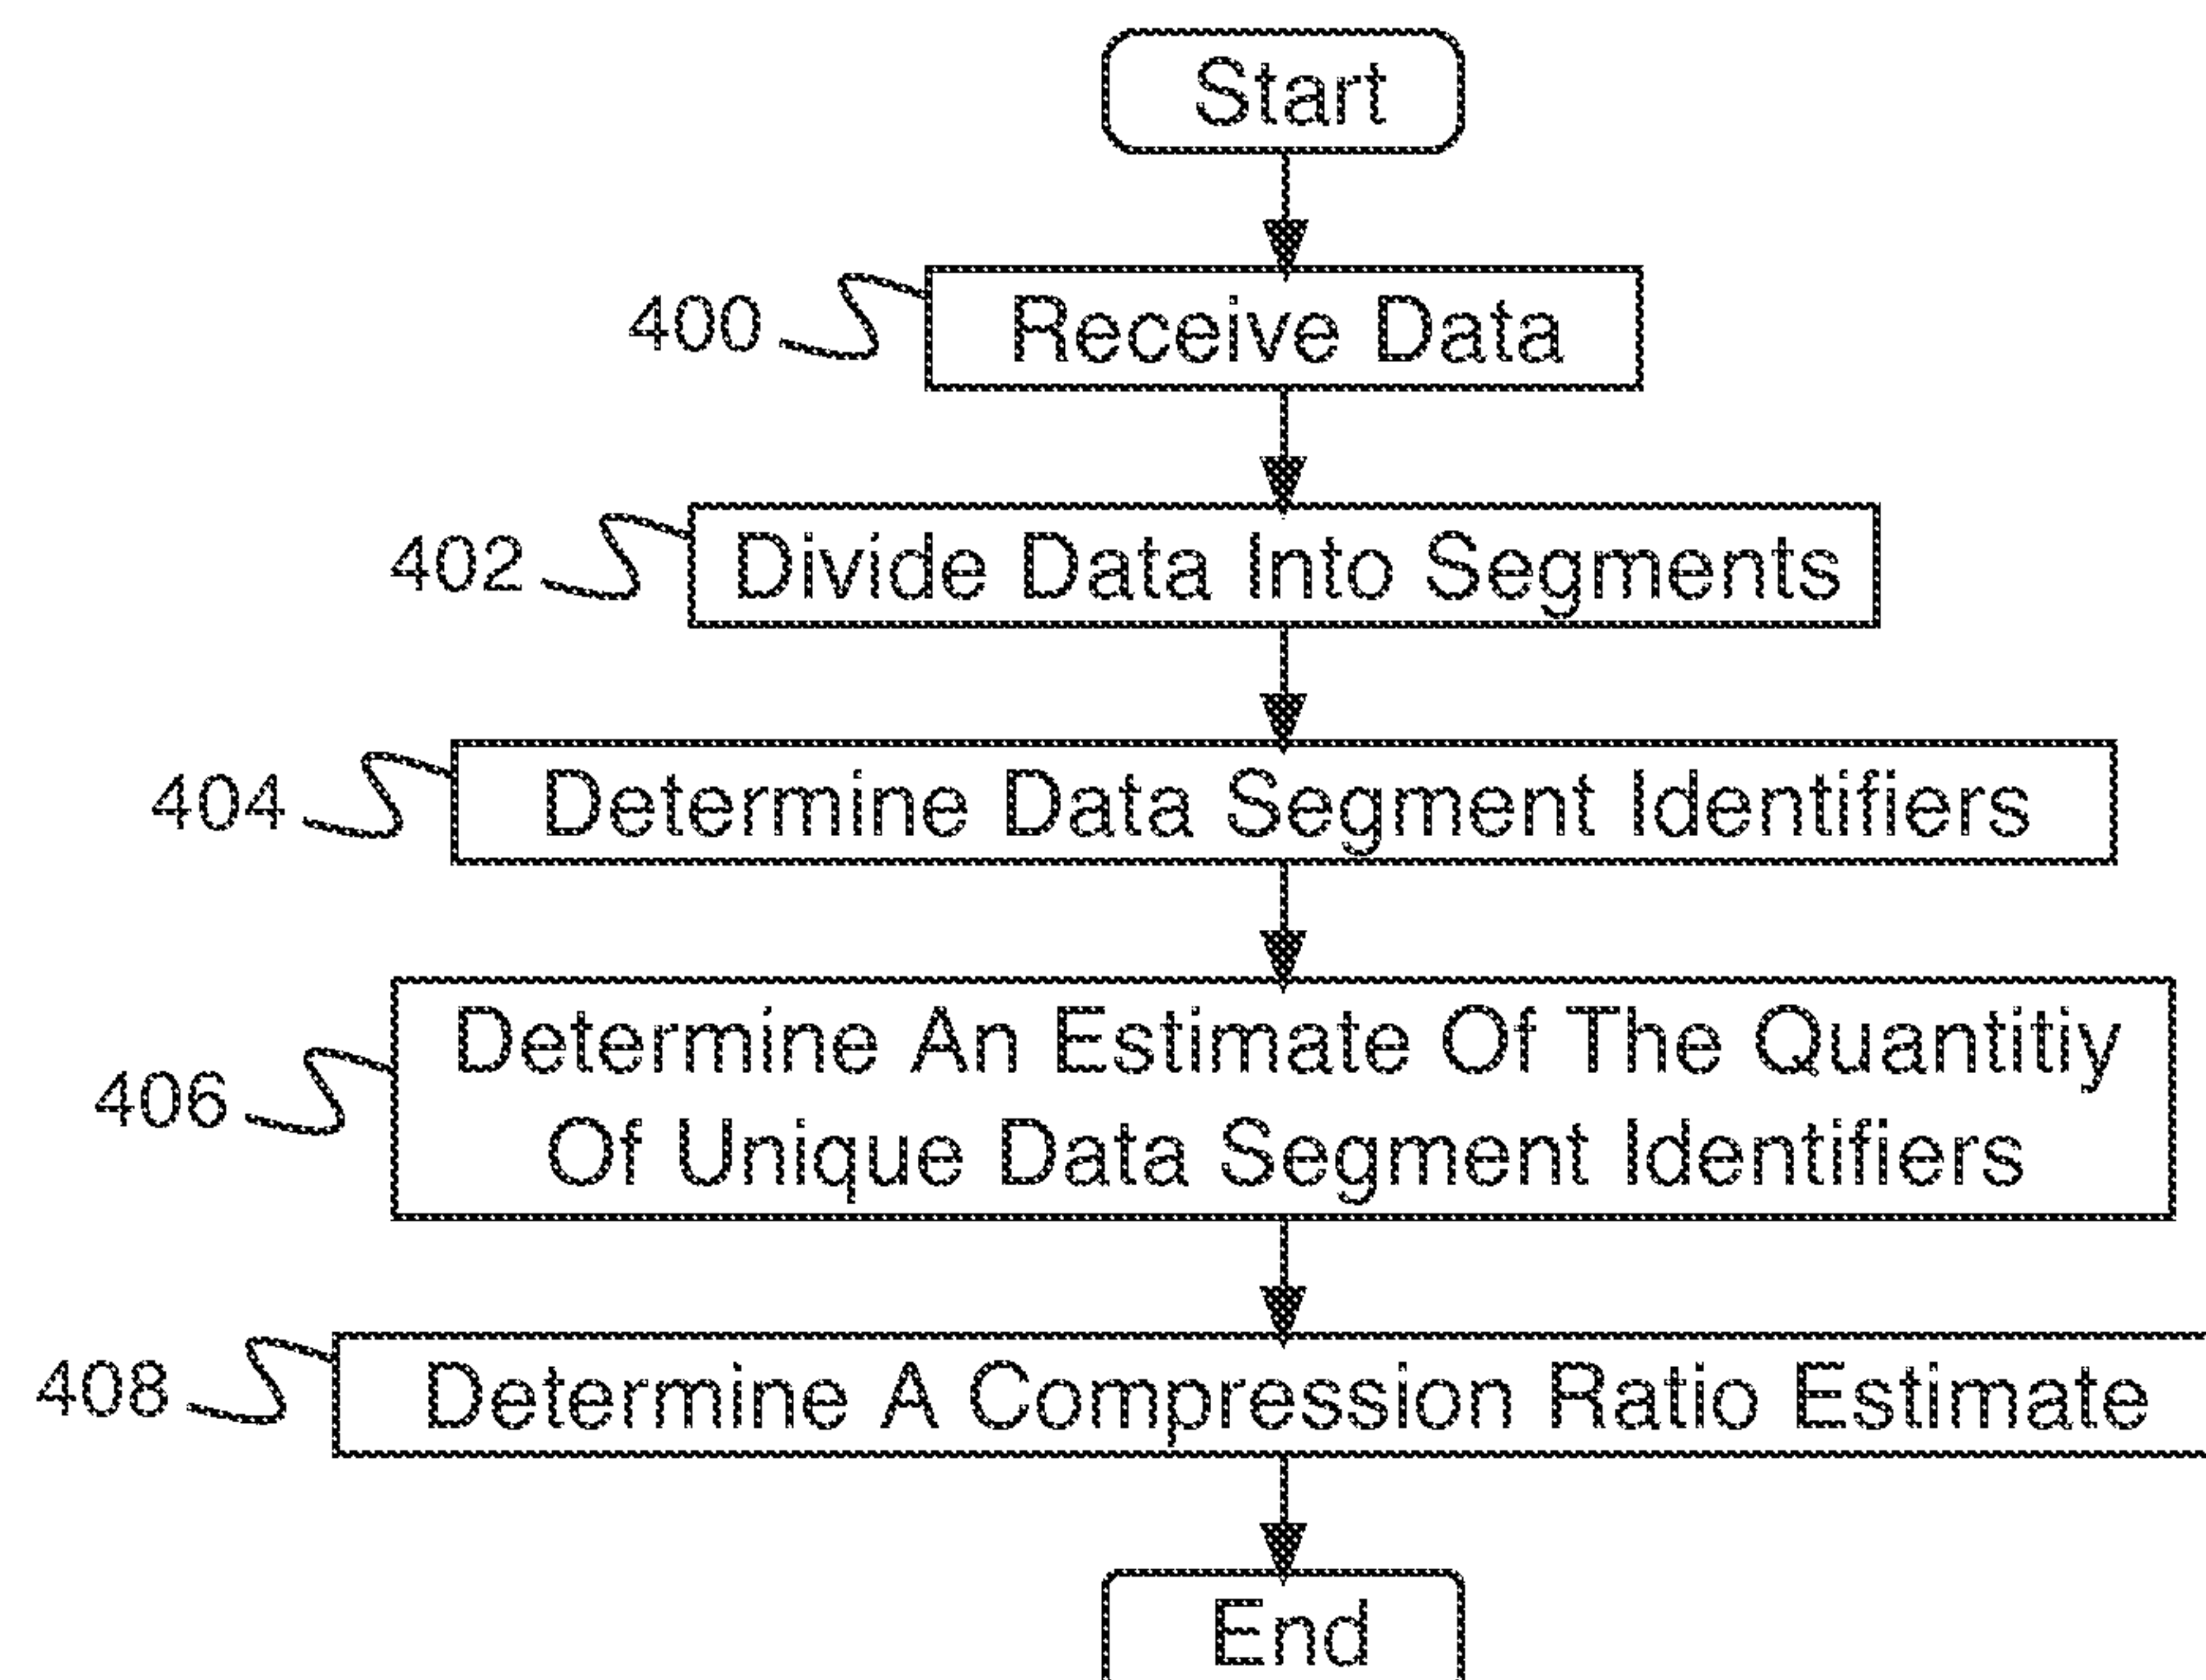 Start
400 Receive Data
402 Divide Data Into Segments
404 Determine Data Segment Identifiers
Determine An Estimate Of The Quantitiy
406
Of Unique Data Segment Identifiers
408 Determine A Compression Ratio Estimate
End